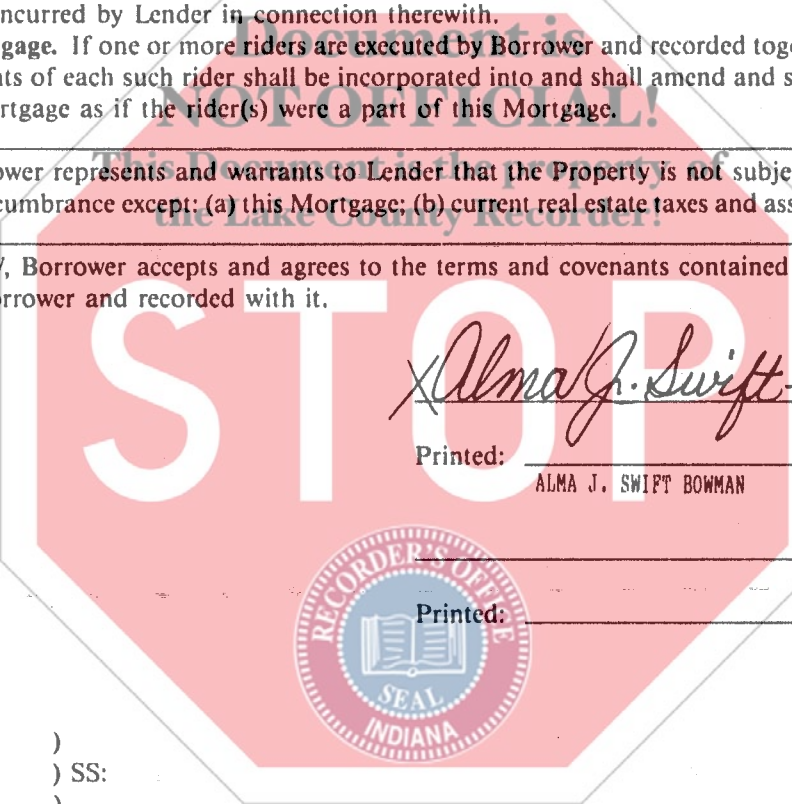 ncurred by Lender in connection therewith.
gage. If one or more riders are executed by Borrower and recorded toge
nts of each such rider shall be incorporated into and shall amend and s
rtgage as if the rider(s) were a part of this Mortgage.
Document is
NOT OFFICIAL!
This Document is the property of
the Lake County Recorder!
ower represents and warrants to Lender that the Property is not subje
cumbrance except: (a) this Mortgage; (b) current real estate taxes and ass
, Borrower accepts and agrees to the terms and covenants contained
orrower and recorded with it.
STOP
X Alma J. Swift-
Printed:
ALMA J. SWIFT BOWMAN
Printed:
RECORDER'S OFFICE
SEAL
INDIANA
)
) SS:
)